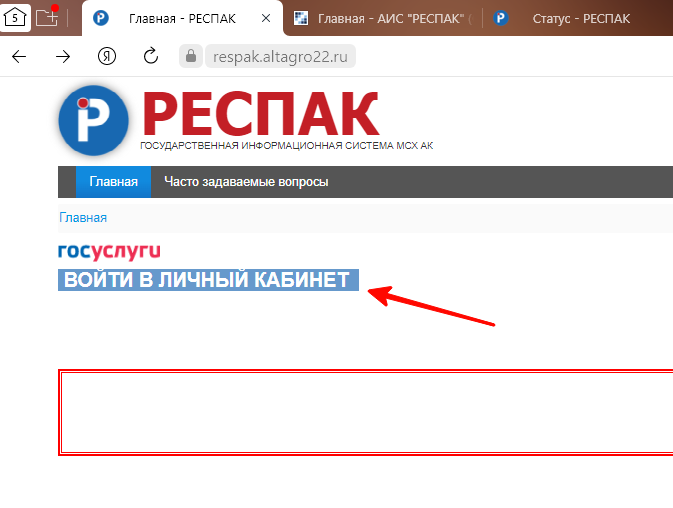 5
Главная - РЕСПАК
Главная - АИС "РЕСПАК" (
Статус - РЕСПАК
Я
respak.altagro22.ru
РЕСПАК
ГОСУДАРСТВЕННАЯ ИНФОРМАЦИОННАЯ СИСТЕМА МСХ АК
Главная
Часто задаваемые вопросы
Главная
госуслуги
ВОЙТИ В ЛИЧНЫЙ КАБИНЕТ